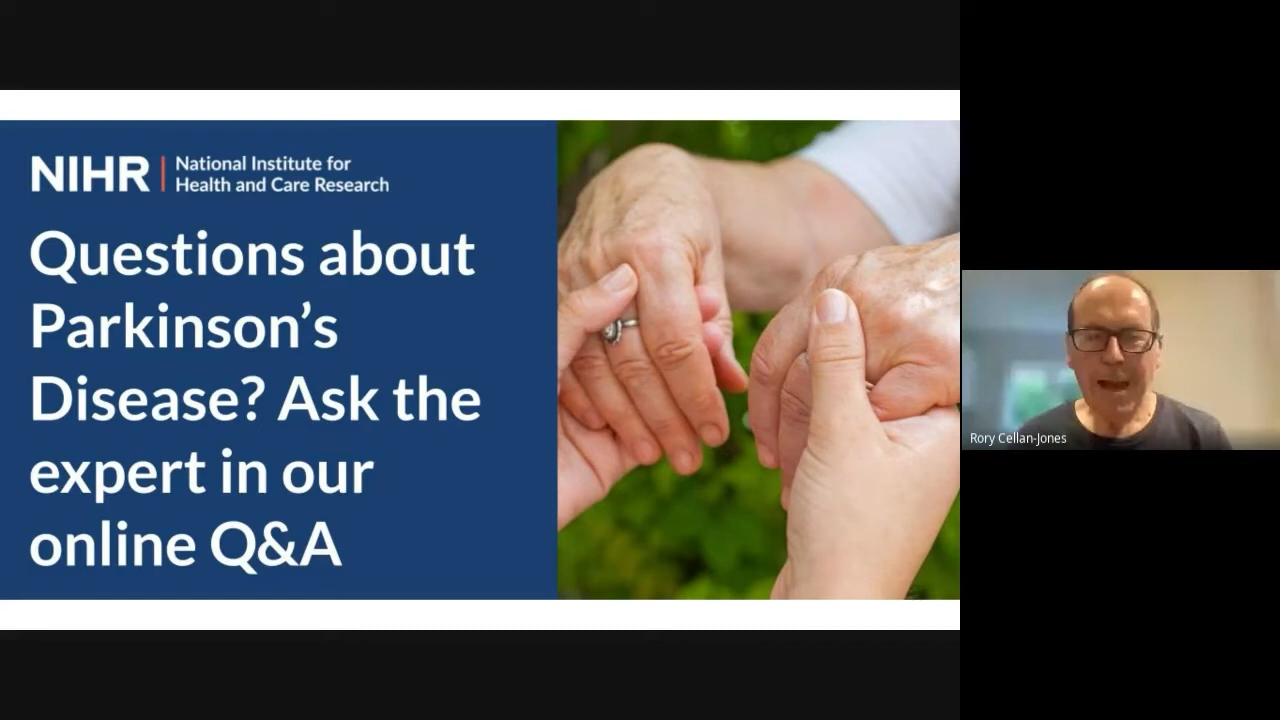 NIHR | National Institute for
Health and Care Research
Questions about
Parkinson’s
Disease? Ask the
expert in our
online Q&A
Rory Cellan-Jones